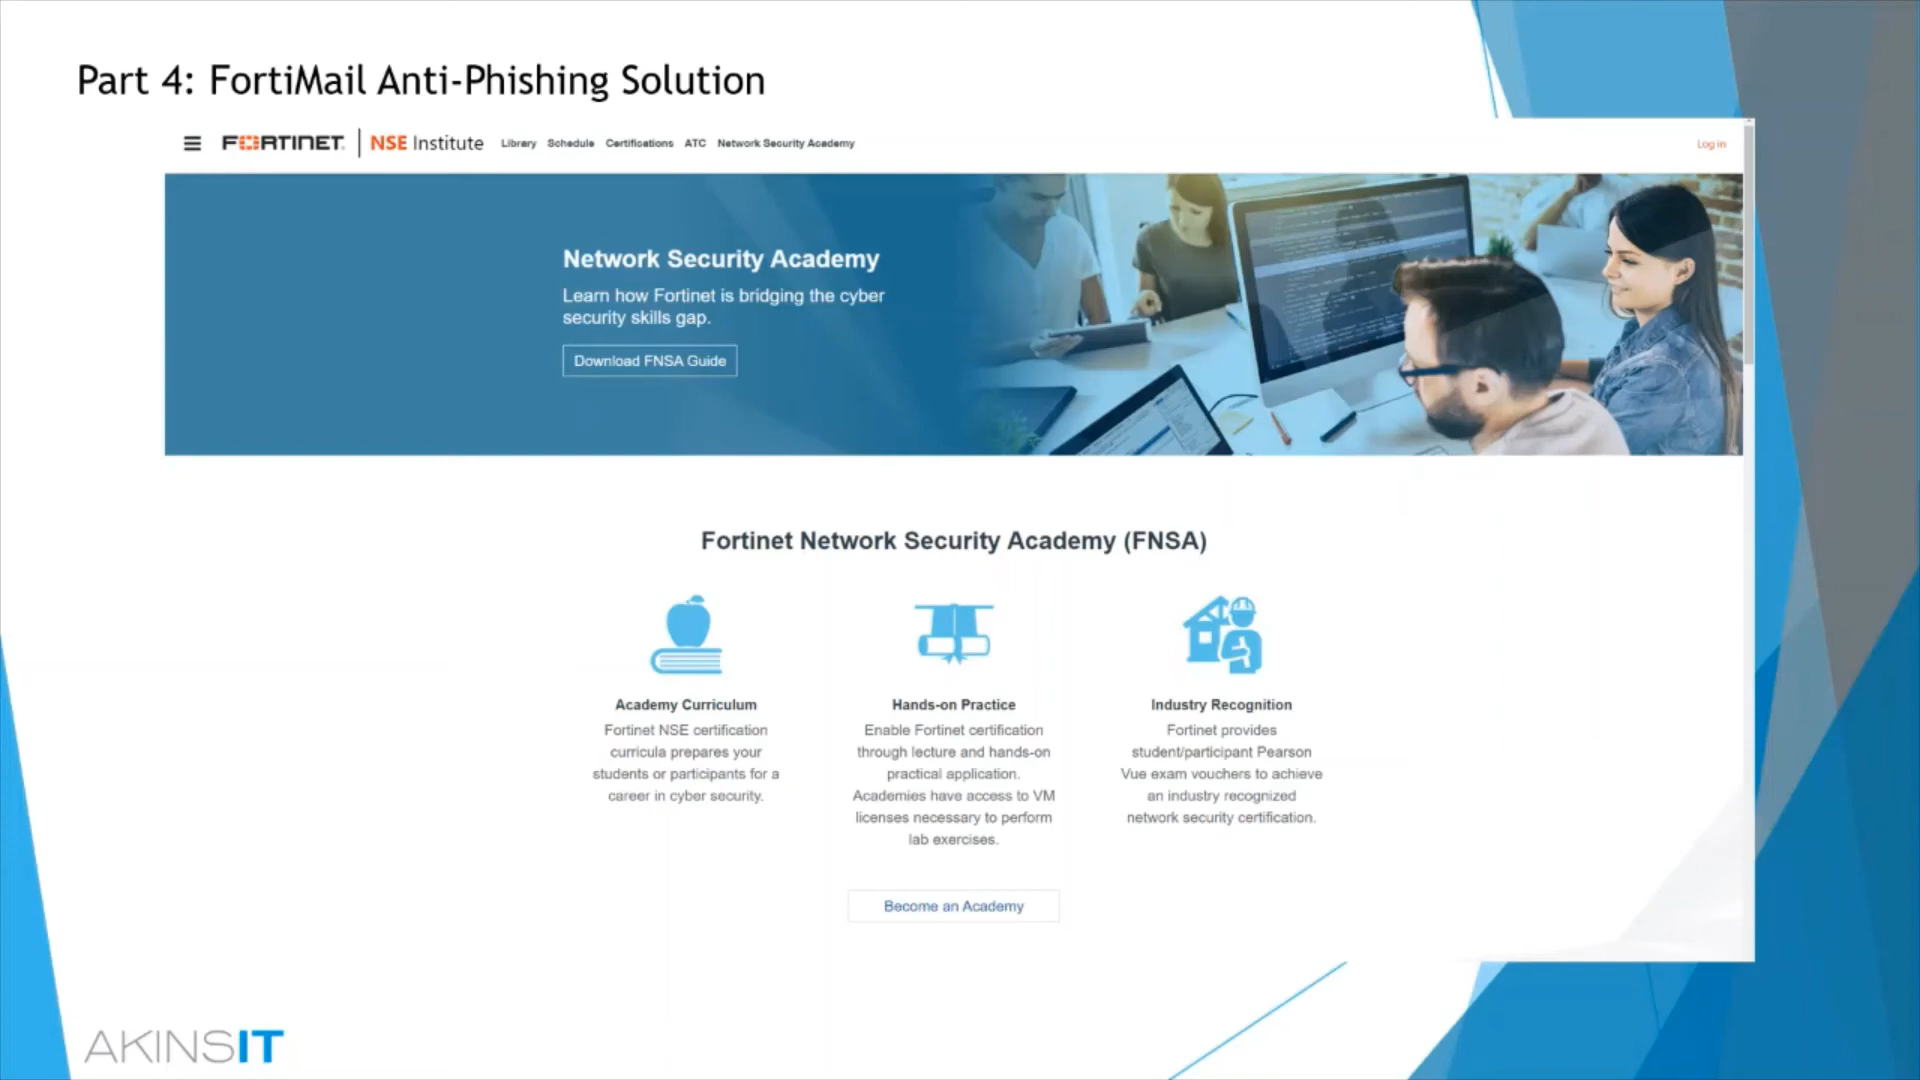 Part 4: FortiMail Anti-Phishing Solution
FORTINET NSE Institute Library Schedule Certifications ATC Network Security Academy Log in
Network Security Academy
Learn how Fortinet is bridging the cyber
security skills gap.
Download FNSA Guide
Fortinet Network Security Academy (FNSA)
Academy Curriculum
Fortinet NSE certification
curricula prepares your
students or participants for a
career in cyber security.
Hands-on Practice
Enable Fortinet certification
through lecture and hands-on
practical application.
Academies have access to VM
licenses necessary to perform
lab exercises.
Industry Recognition
Fortinet provides
student/participant Pearson
Vue exam vouchers to achieve
an industry recognized
network security certification.
Become an Academy
AKINSIT